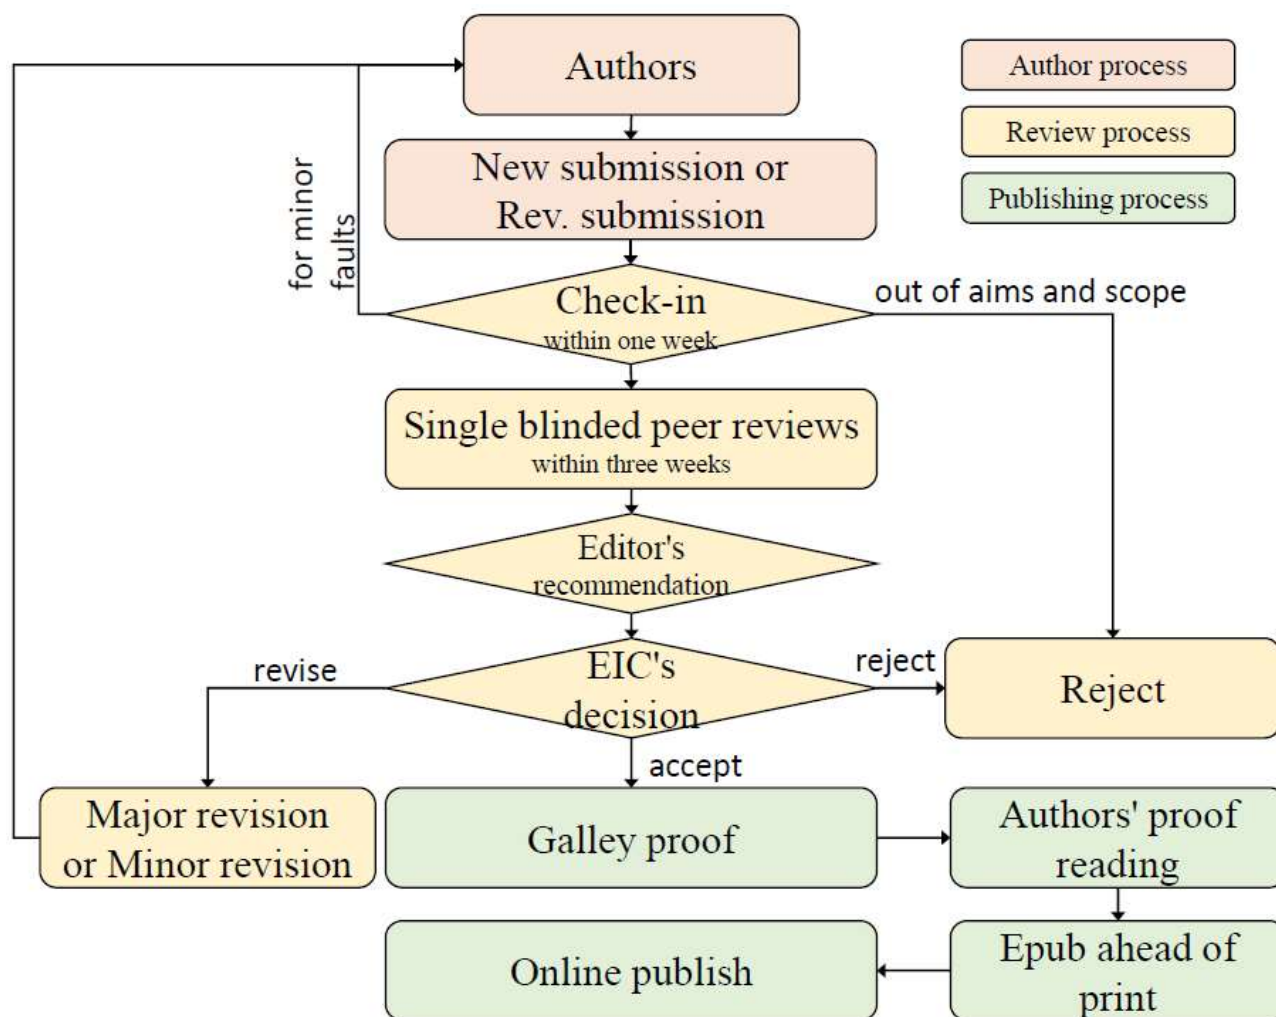 Authors
Author process
Review process
Publishing process
New submission or
Rev. submission
for minor
faults
Check-in
within one week
out of aims and scope
Single blinded peer reviews
within three weeks
Editor's
recommendation
EIC's
decision
revise
reject
Reject
accept
Major revision
or Minor revision
Galley proof
Authors' proof
reading
Epub ahead of
print
Online publish